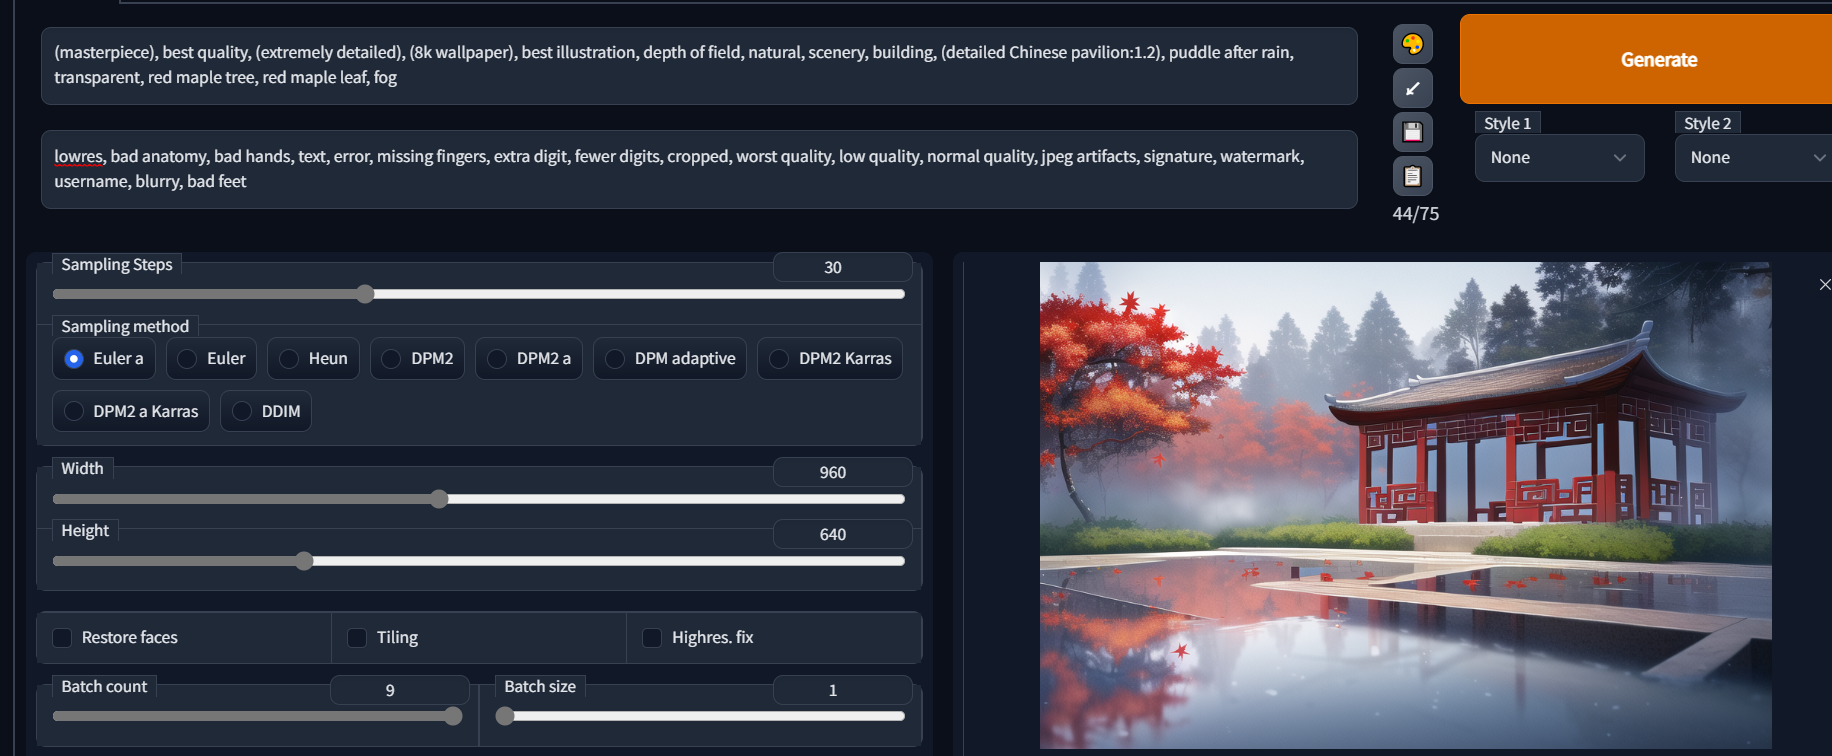 (masterpiece), best quality, (extremely detailed), (8k wallpaper), best illustration, depth of field, natural, scenery, building, (detailed Chinese pavilion:1.2), puddle after rain,
transparent, red maple tree, red maple leaf, fog
Generate
lowres, bad anatomy, bad hands, text, error, missing fingers, extra digit, fewer digits, cropped, worst quality, low quality, normal quality, jpeg artifacts, signature, watermark,
username, blurry, bad feet
44/75
Style 1
Style 2
None
None
Sampling Steps
30
Sampling method
Euler a
Euler
Heun
DPM2
DPM2 a
DPM adaptive
DPM2 Karras
DPM2 a Karras
DDIM
Width
960
Height
640
Restore faces
Tiling
Highres. fix
Batch count
9
Batch size
1